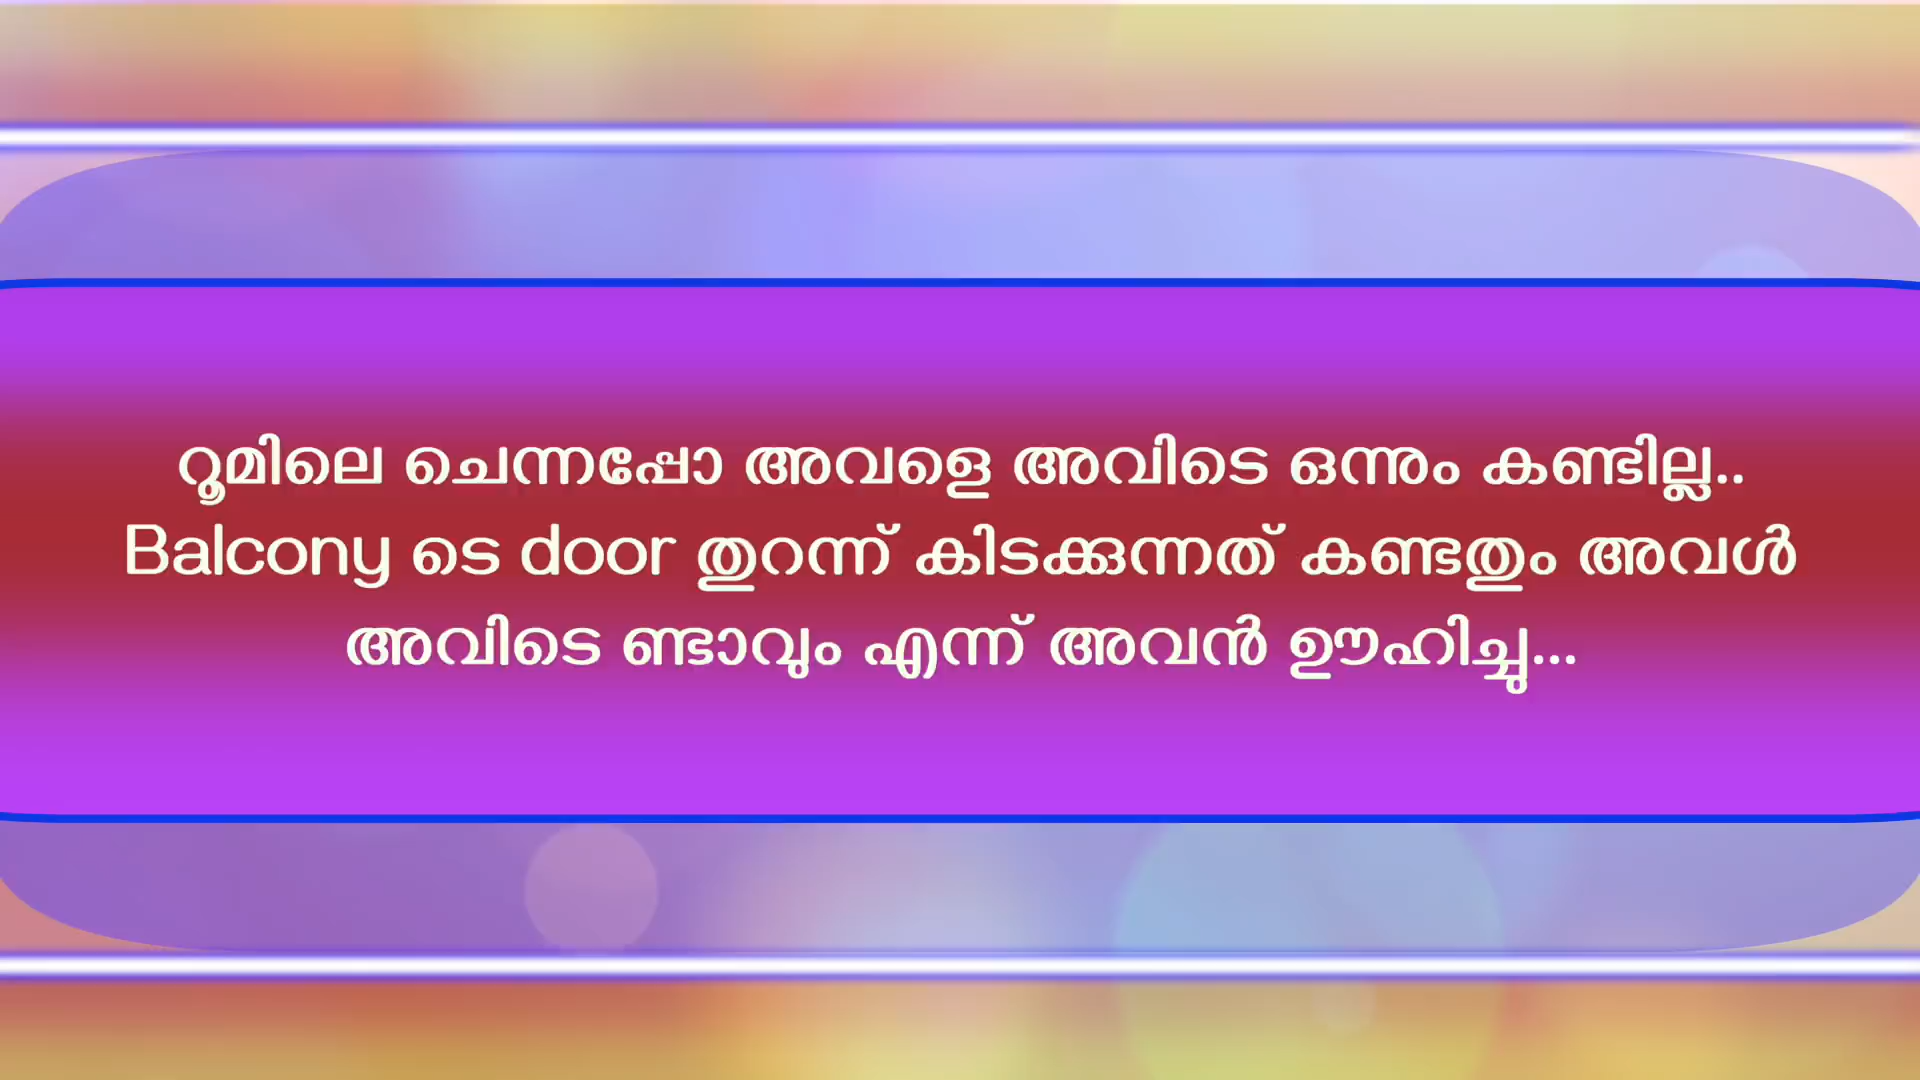 റൂമിലെ ചെന്നപ്പോ അവളെ അവിടെ ഒന്നും കണ്ടില്ല..
Balcony ടെ door തുറന്ന് കിടക്കുന്നത് കണ്ടതും അവൾ
അവിടെ ണ്ടാവും എന്ന് അവൻ ഊഹിച്ചു...